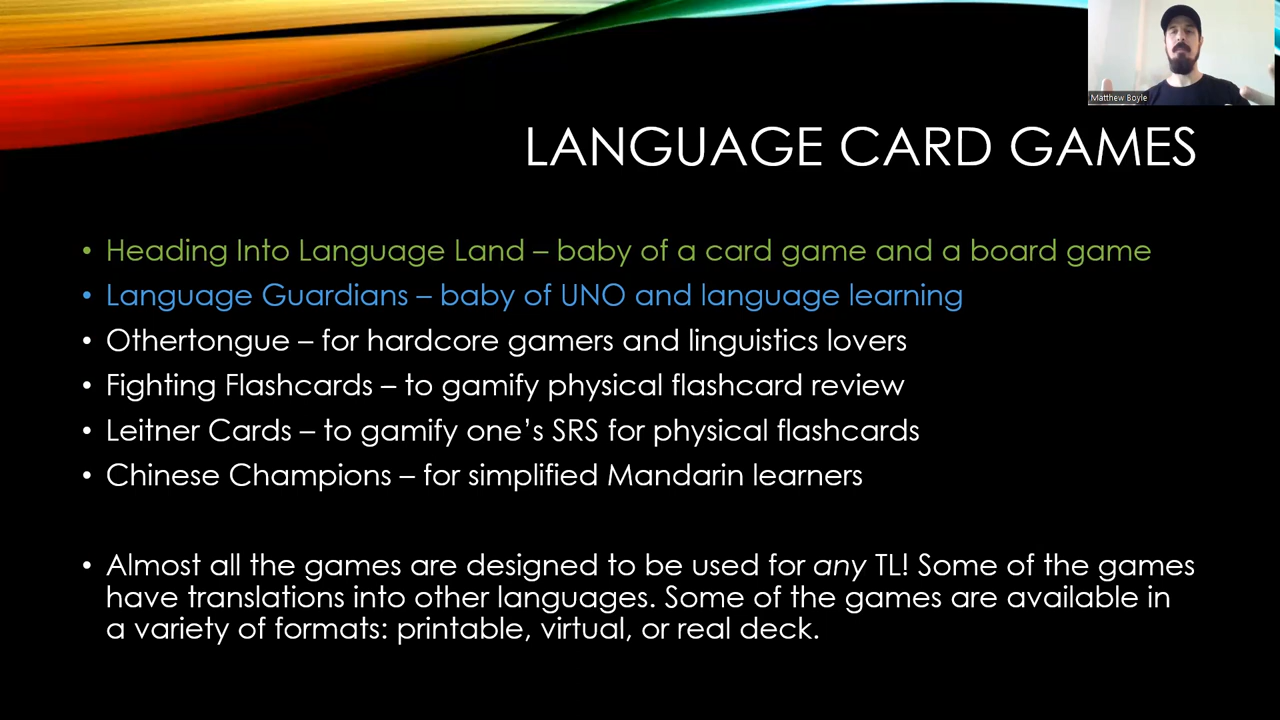 Matthew Boyle
LANGUAGE CARD GAMES
• Heading Into Language Land – baby of a card game and a board game
• Language Guardians – baby of UNO and language learning
• Othertongue – for hardcore gamers and linguistics lovers
• Fighting Flashcards – to gamify physical flashcard review
• Leitner Cards – to gamify one’s SRS for physical flashcards
• Chinese Champions – for simplified Mandarin learners
• Almost all the games are designed to be used for any TL! Some of the games
have translations into other languages. Some of the games are available in
a variety of formats: printable, virtual, or real deck.